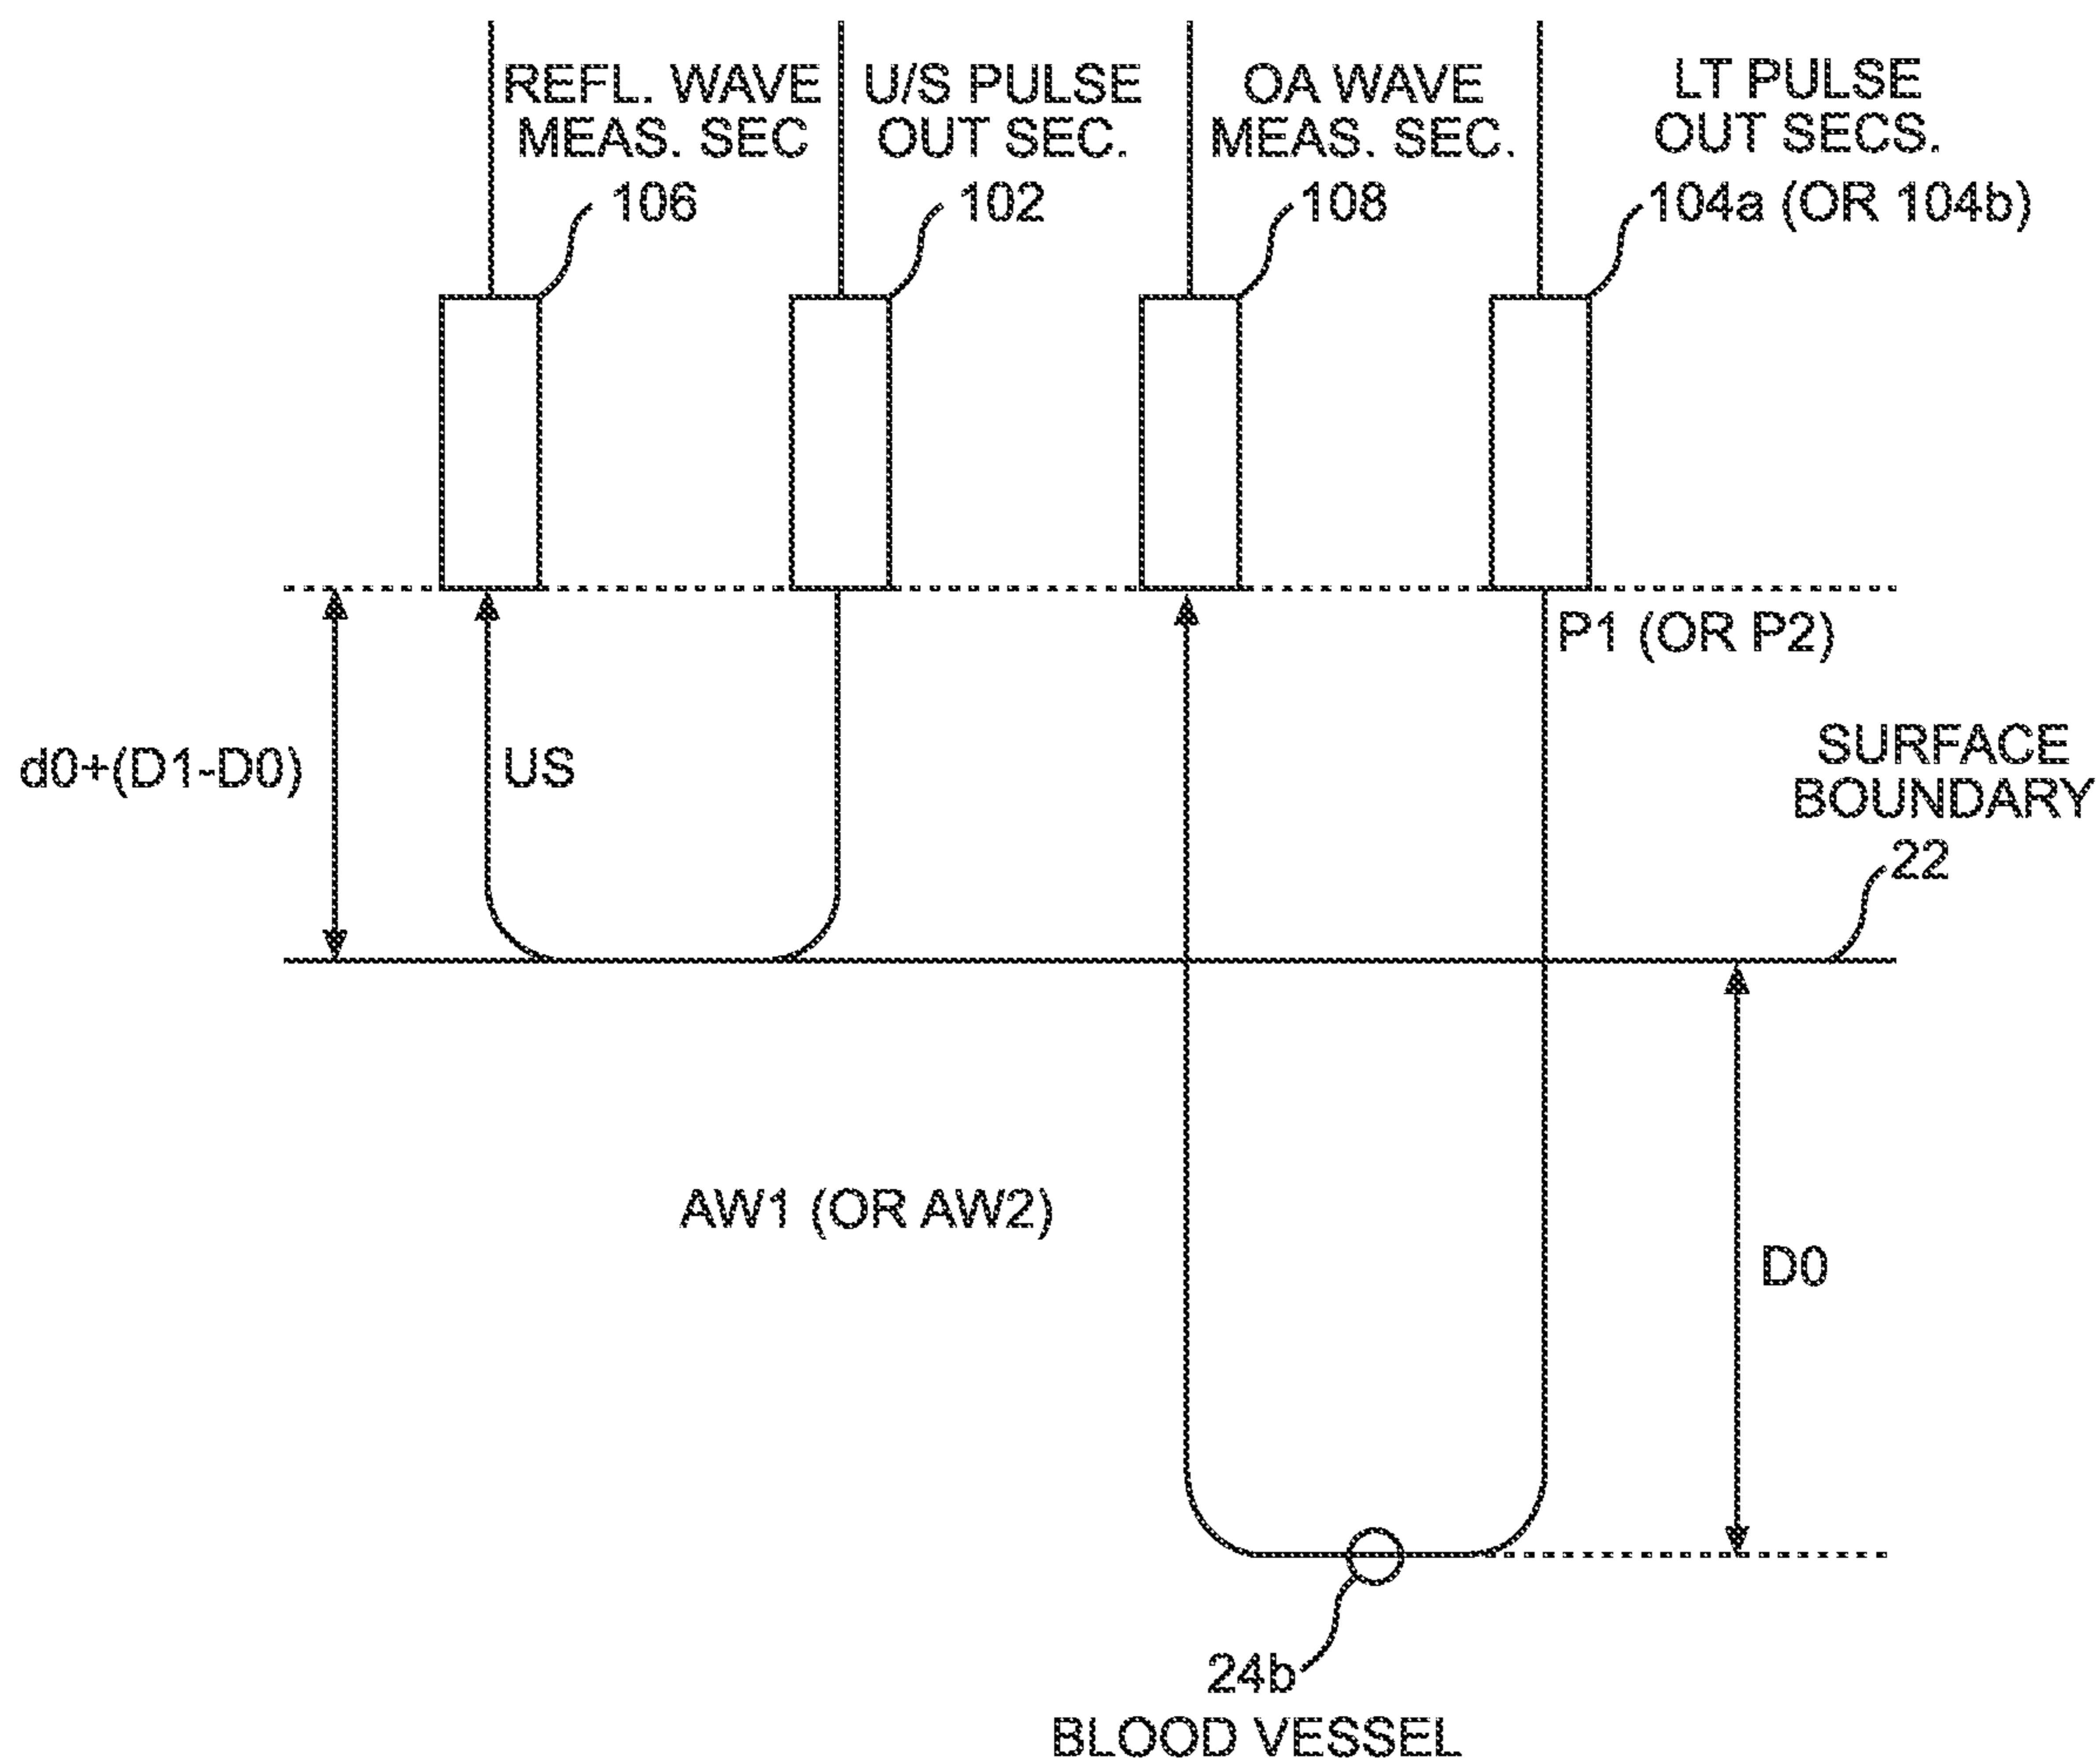 REFL. WAVE
MEAS. SEC
106
U/S PULSE
OUT SEC.
102
OA WAVE
MEAS. SEC.
108
LT PULSE
OUT SECS.
104a (OR 104b)
P1 (OR P2)
d0+(D1-D0)
US
SURFACE
BOUNDARY
22
AW1 (OR AW2)
D0
24b
BLOOD VESSEL